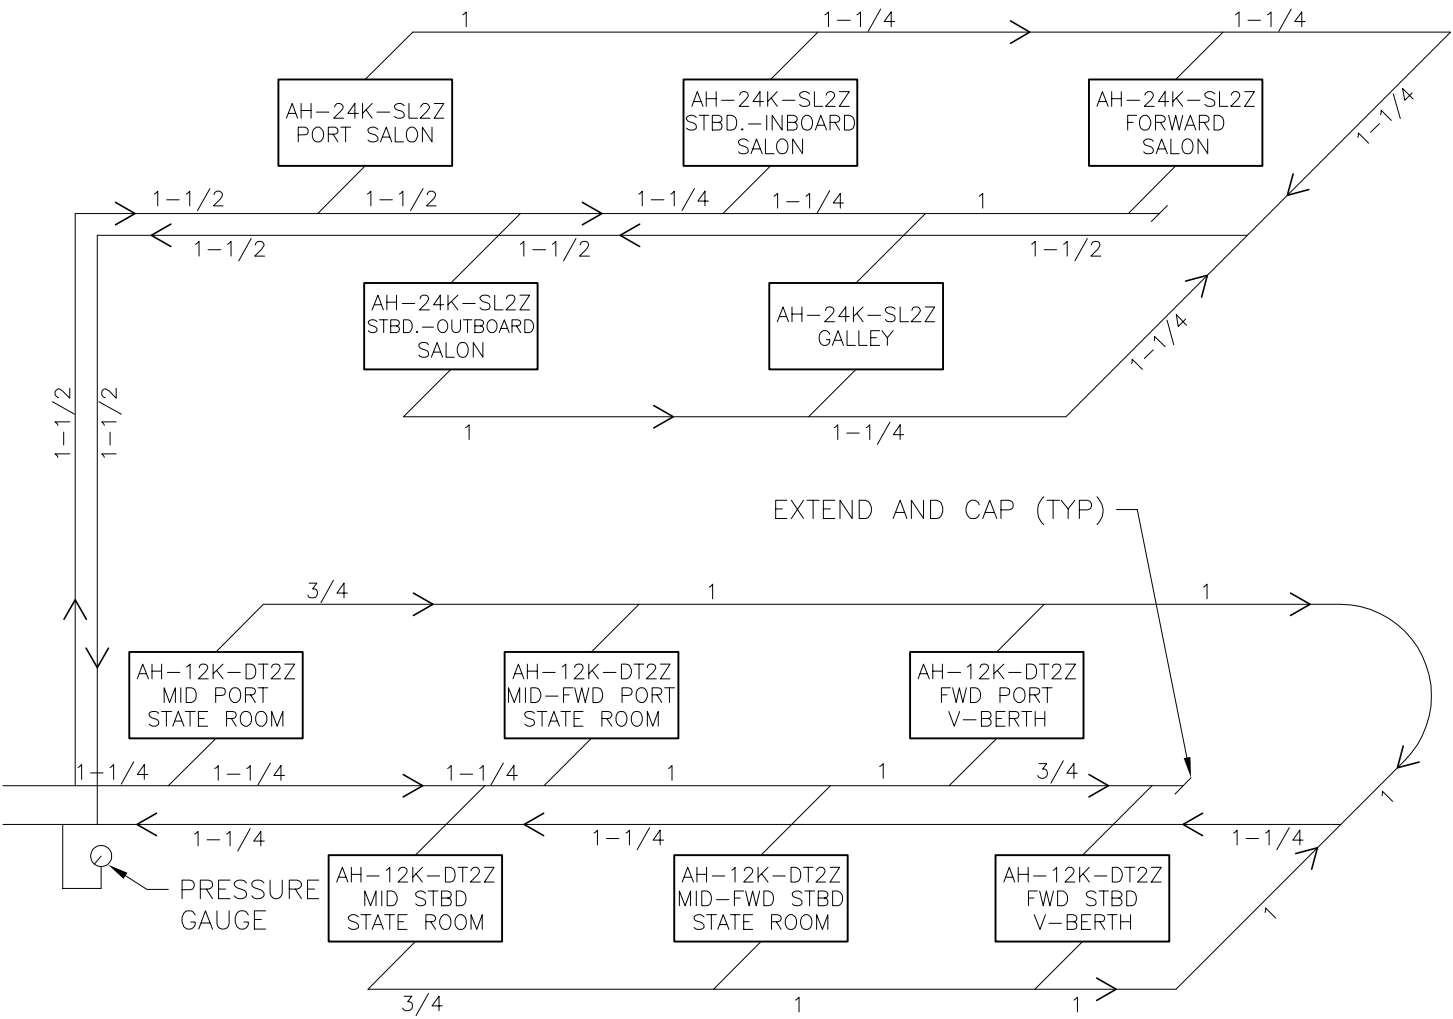 1
1-1/4
1-1/4
AH-24K-SL2Z
PORT SALON
AH-24K-SL2Z
STBD.-INBOARD
SALON
AH-24K-SL2Z
FORWARD
SALON
1-1/4
1-1/2
1-1/2
1-1/4
1-1/4
1
1-1/2
1-1/2
1-1/2
AH-24K-SL2Z
STBD.-OUTBOARD
SALON
AH-24K-SL2Z
GALLEY
1-1/4
1-1/2
1-1/2
1
1-1/4
EXTEND AND CAP (TYP)
3/4
1
1
AH-12K-DT2Z
MID PORT
STATE ROOM
AH-12K-DT2Z
MID-FWD PORT
STATE ROOM
AH-12K-DT2Z
FWD PORT
V-BERTH
1-1/4
1-1/4
1-1/4
1
1
3/4
1
1-1/4
1-1/4
1-1/4
PRESSURE
GAUGE
AH-12K-DT2Z
MID STBD
STATE ROOM
AH-12K-DT2Z
MID-FWD STBD
STATE ROOM
AH-12K-DT2Z
FWD STBD
V-BERTH
1
3/4
1
1